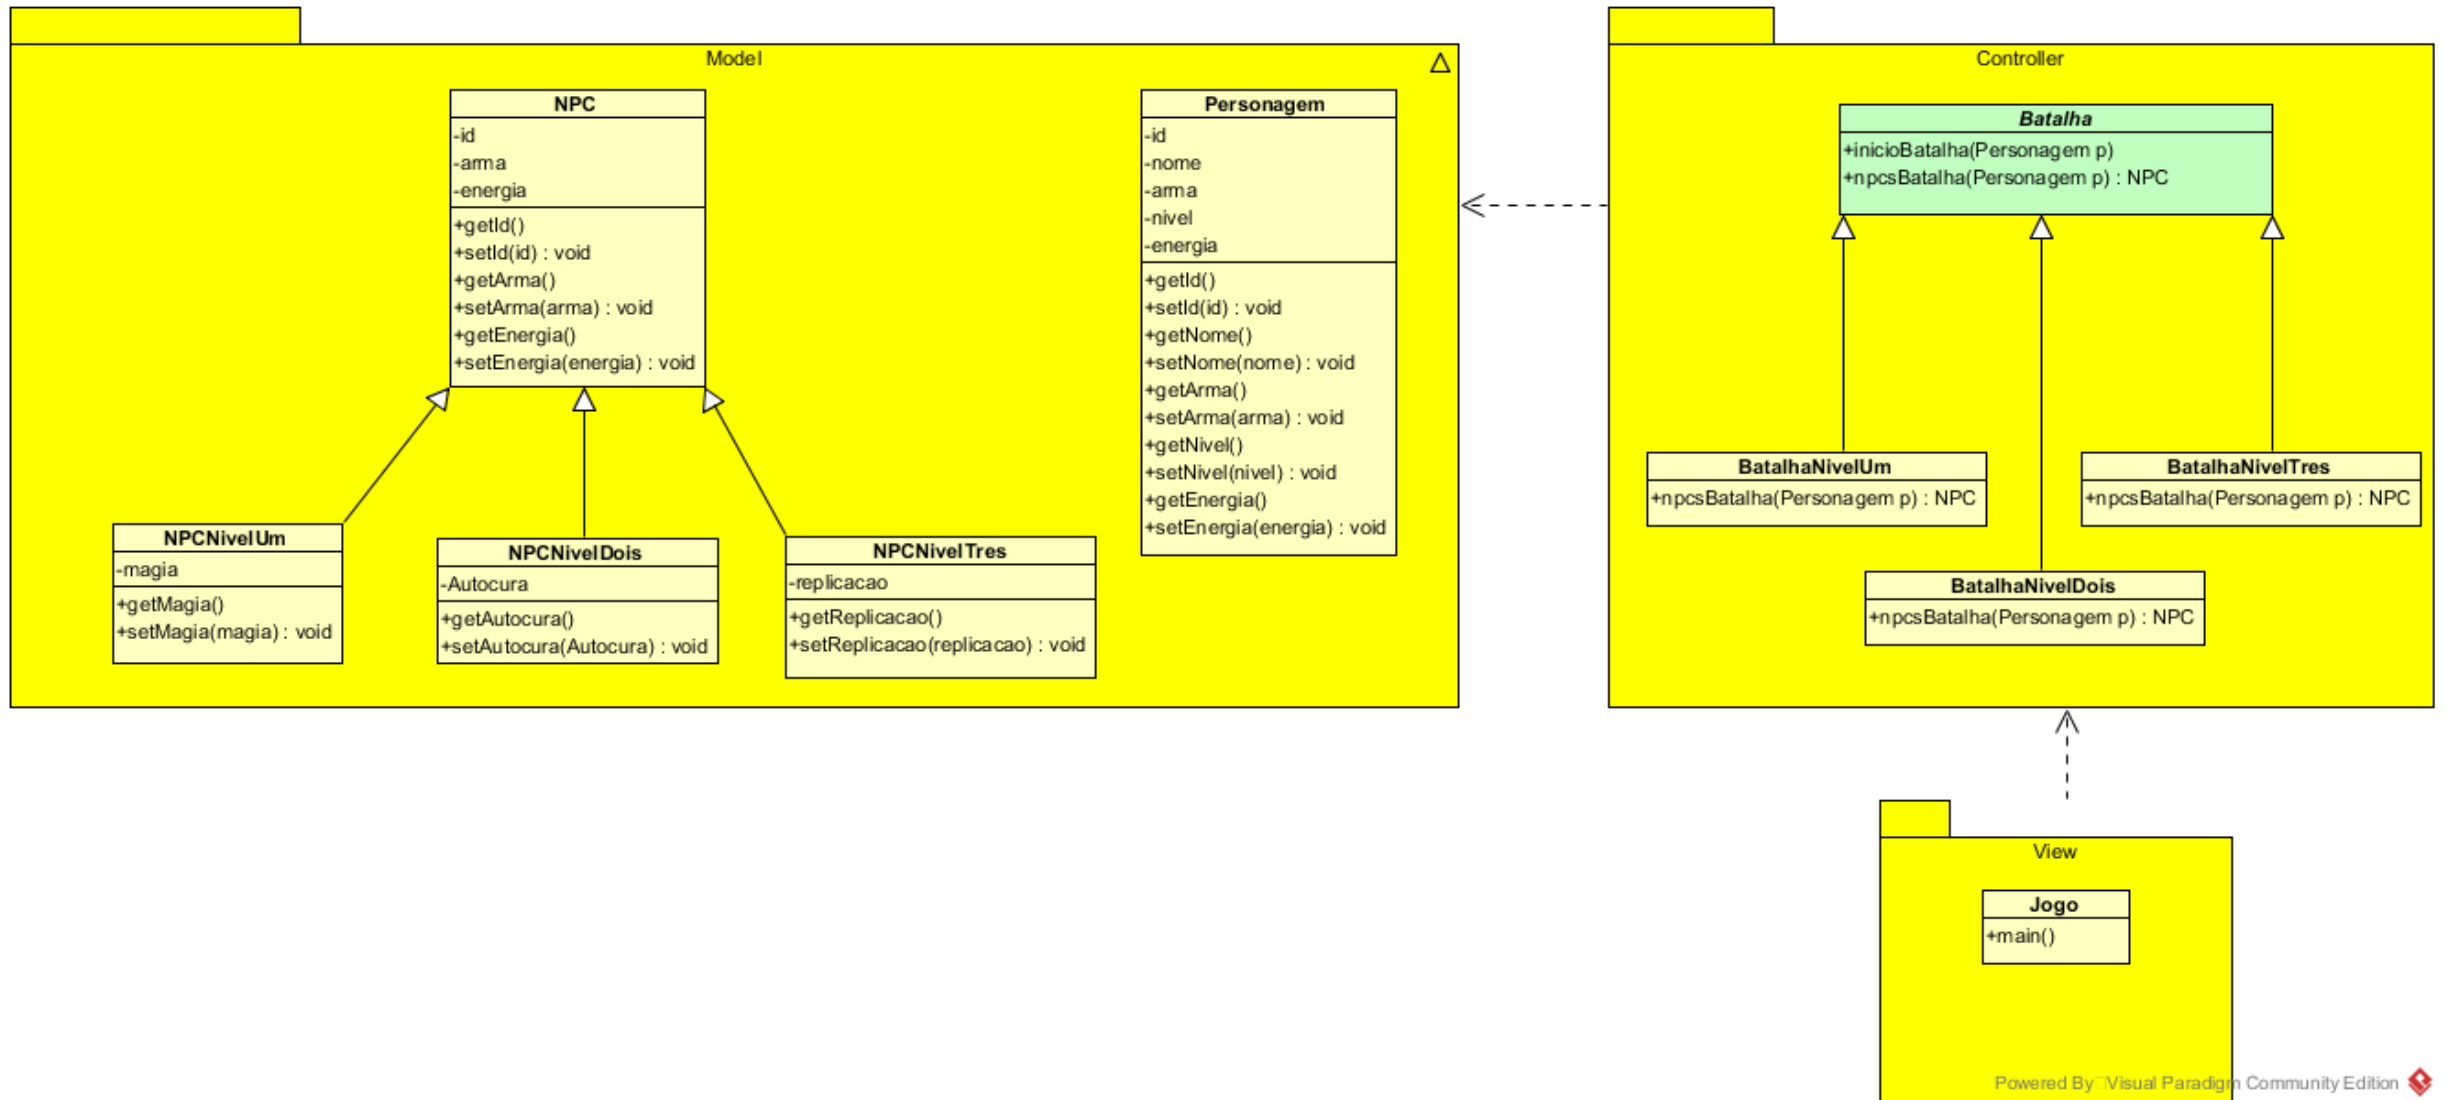 Model
NPC
-id
-arma
-energia
+getId()
+setId(id) : void
+getArma()
+setArma(arma) : void
+getEnergia()
+setEnergia(energia) : void
Personagem
-id
-nome
-arma
-nivel
-energia
+getId()
+setId(id) : void
+getNome()
+setNome(nome) : void
+getArma()
+setArma(arma) : void
+getNivel()
+setNivel(nivel) : void
+getEnergia()
+setEnergia(energia) : void
NPCNivelUm
-magia
+getMagia()
+setMagia(magia) : void
NPCNivelDois
-Autocura
+getAutocura()
+setAutocura(Autocura) : void
NPCNivelTres
-replicacao
+getReplicacao()
+setReplicacao(replicacao) : void
Controller
Batalha
+inicioBatalha(Personagem p)
+npcsBatalha(Personagem p) : NPC
BatalhaNivelUm
+npcsBatalha(Personagem p) : NPC
BatalhaNivelTres
+npcsBatalha(Personagem p) : NPC
BatalhaNivelDois
+npcsBatalha(Personagem p) : NPC
View
Jogo
+main()
Powered By Visual Paradigm Community Edition